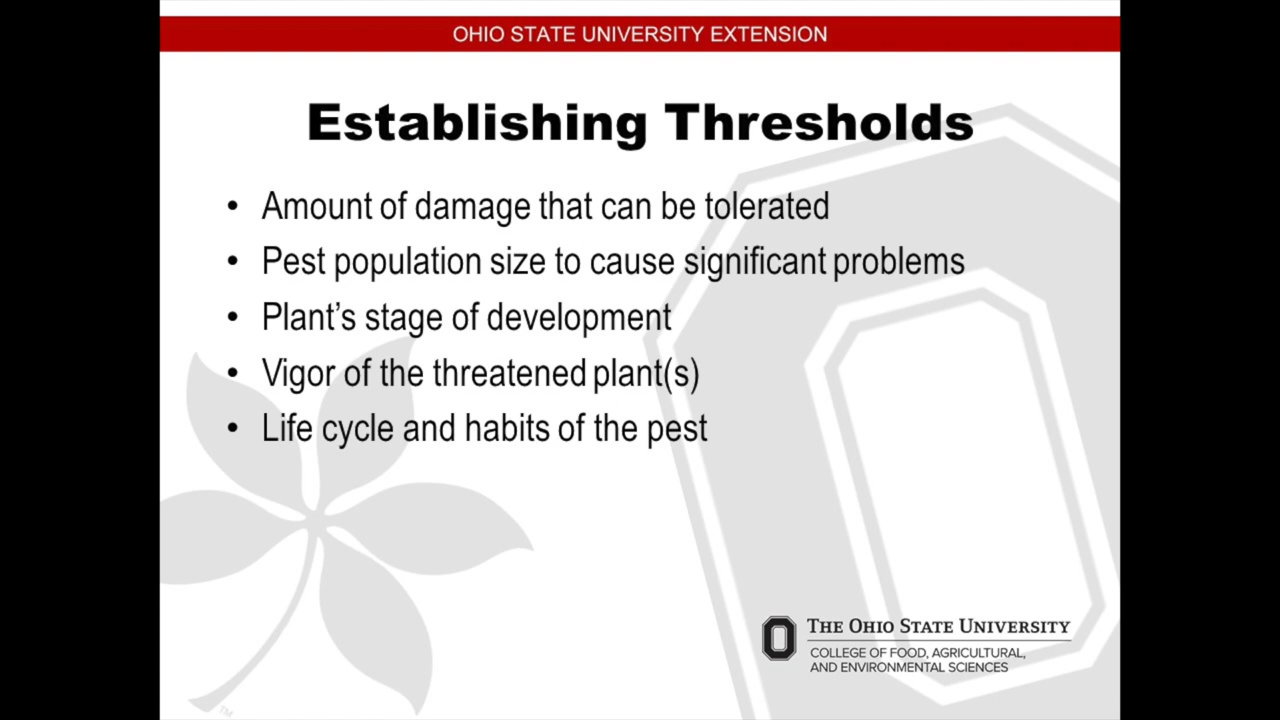 OHIO STATE UNIVERSITY EXTENSION
Establishing Thresholds
• Amount of damage that can be tolerated
• Pest population size to cause significant problems
• Plant’s stage of development
• Vigor of the threatened plant(s)
• Life cycle and habits of the pest
THE OHIO STATE UNIVERSITY
COLLEGE OF FOOD, AGRICULTURAL,
AND ENVIRONMENTAL SCIENCES
TM